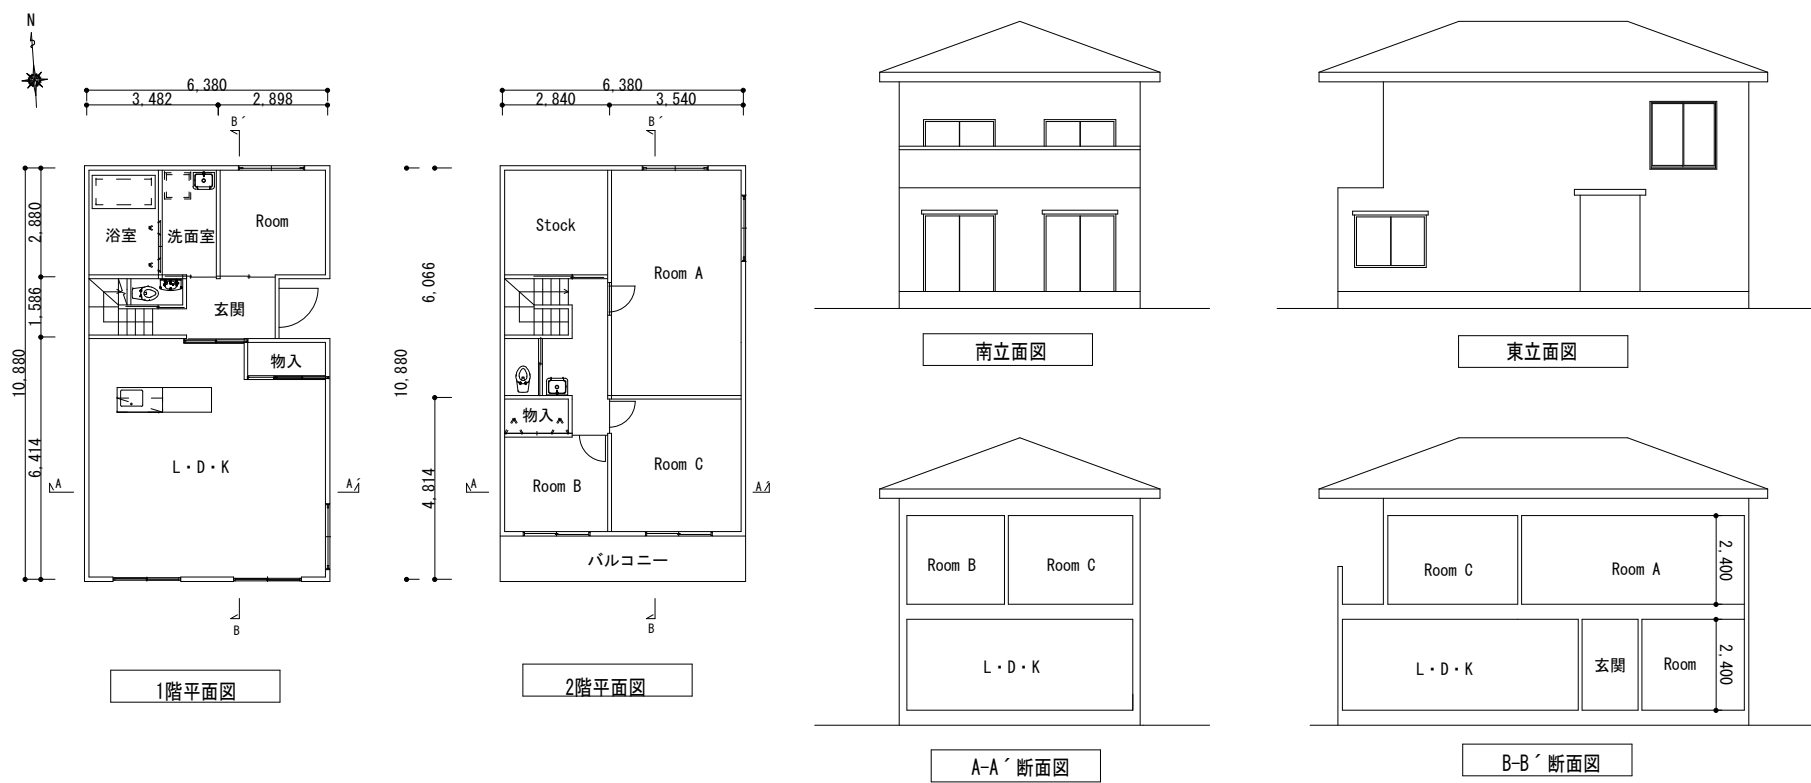 N
6,380
3,482
2,898
B´
2,880
1,586
6,414
10,880
浴室
洗面室
Room
玄関
物入
L・D・K
A
A´
B
1階平面図
6,380
2,840
3,540
B´
6,066
4,814
10,880
Stock
Room A
物入
Room B
Room C
A
A´
バルコニー
B
2階平面図
南立面図
東立面図
Room B
Room C
L・D・K
A-A´断面図
Room C
Room A
2,400
L・D・K
玄関
Room
2,400
B-B´断面図